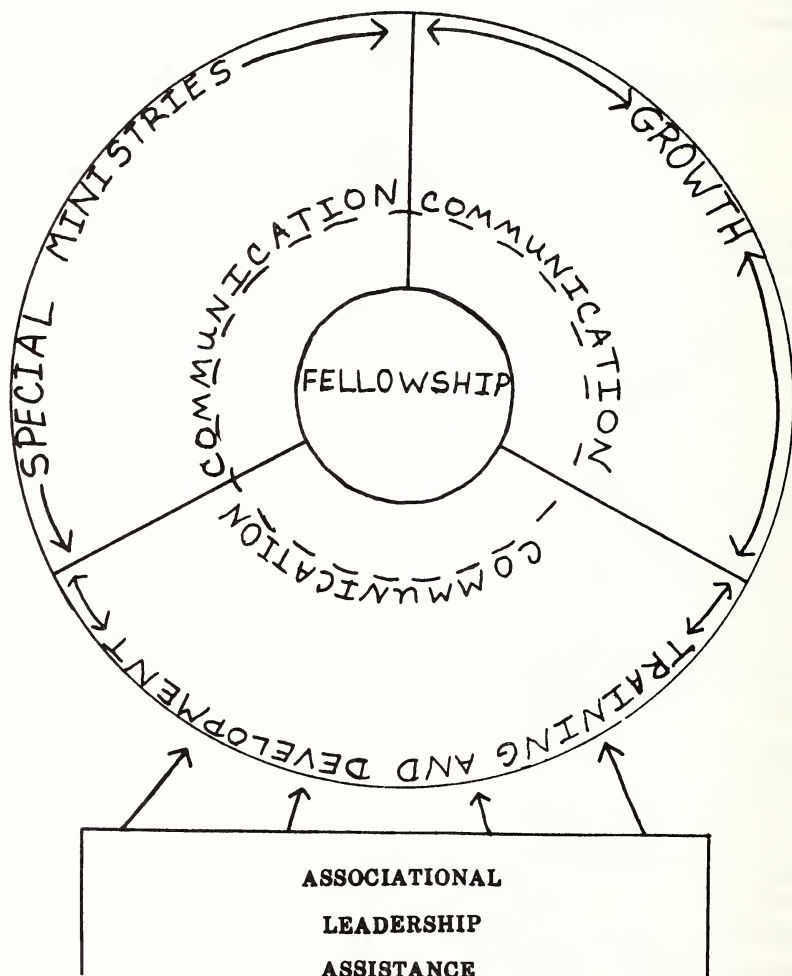 SPECIAL MINISTRIES
GROWTH
COMMUNICATION
COMMUNICATION
FELLOWSHIP
COMMUNICATION
TRAINING AND DEVELOPMENT
ASSOCIATIONAL
LEADERSHIP
ASSISTANCE